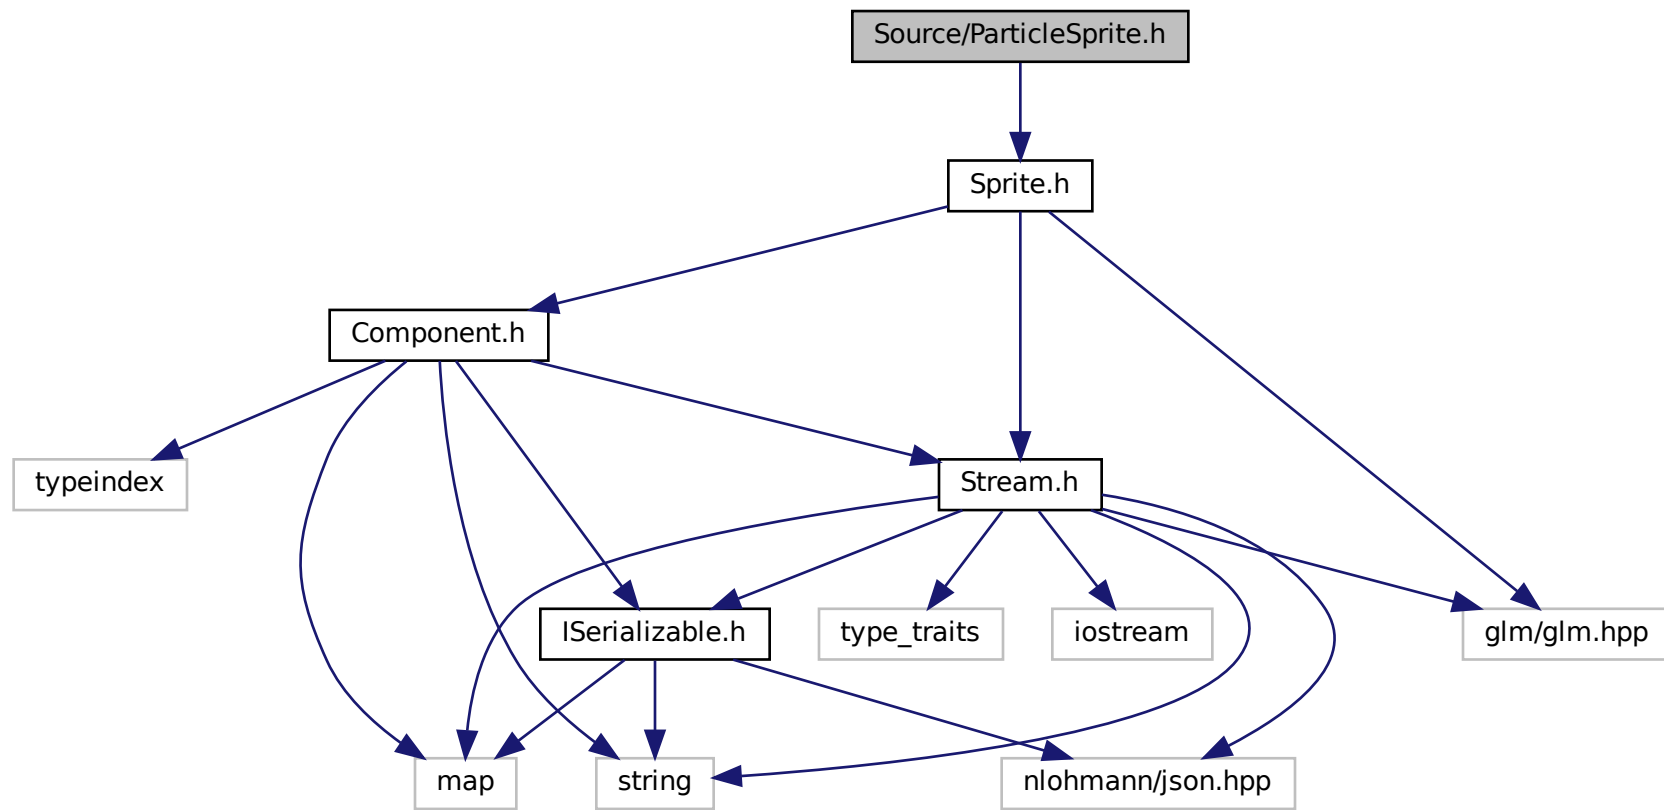 Source/ParticleSprite.h
Sprite.h
Component.h
typeindex
Stream.h
ISerializable.h
type_traits
iostream
glm/glm.hpp
map
string
nlohmann/json.hpp